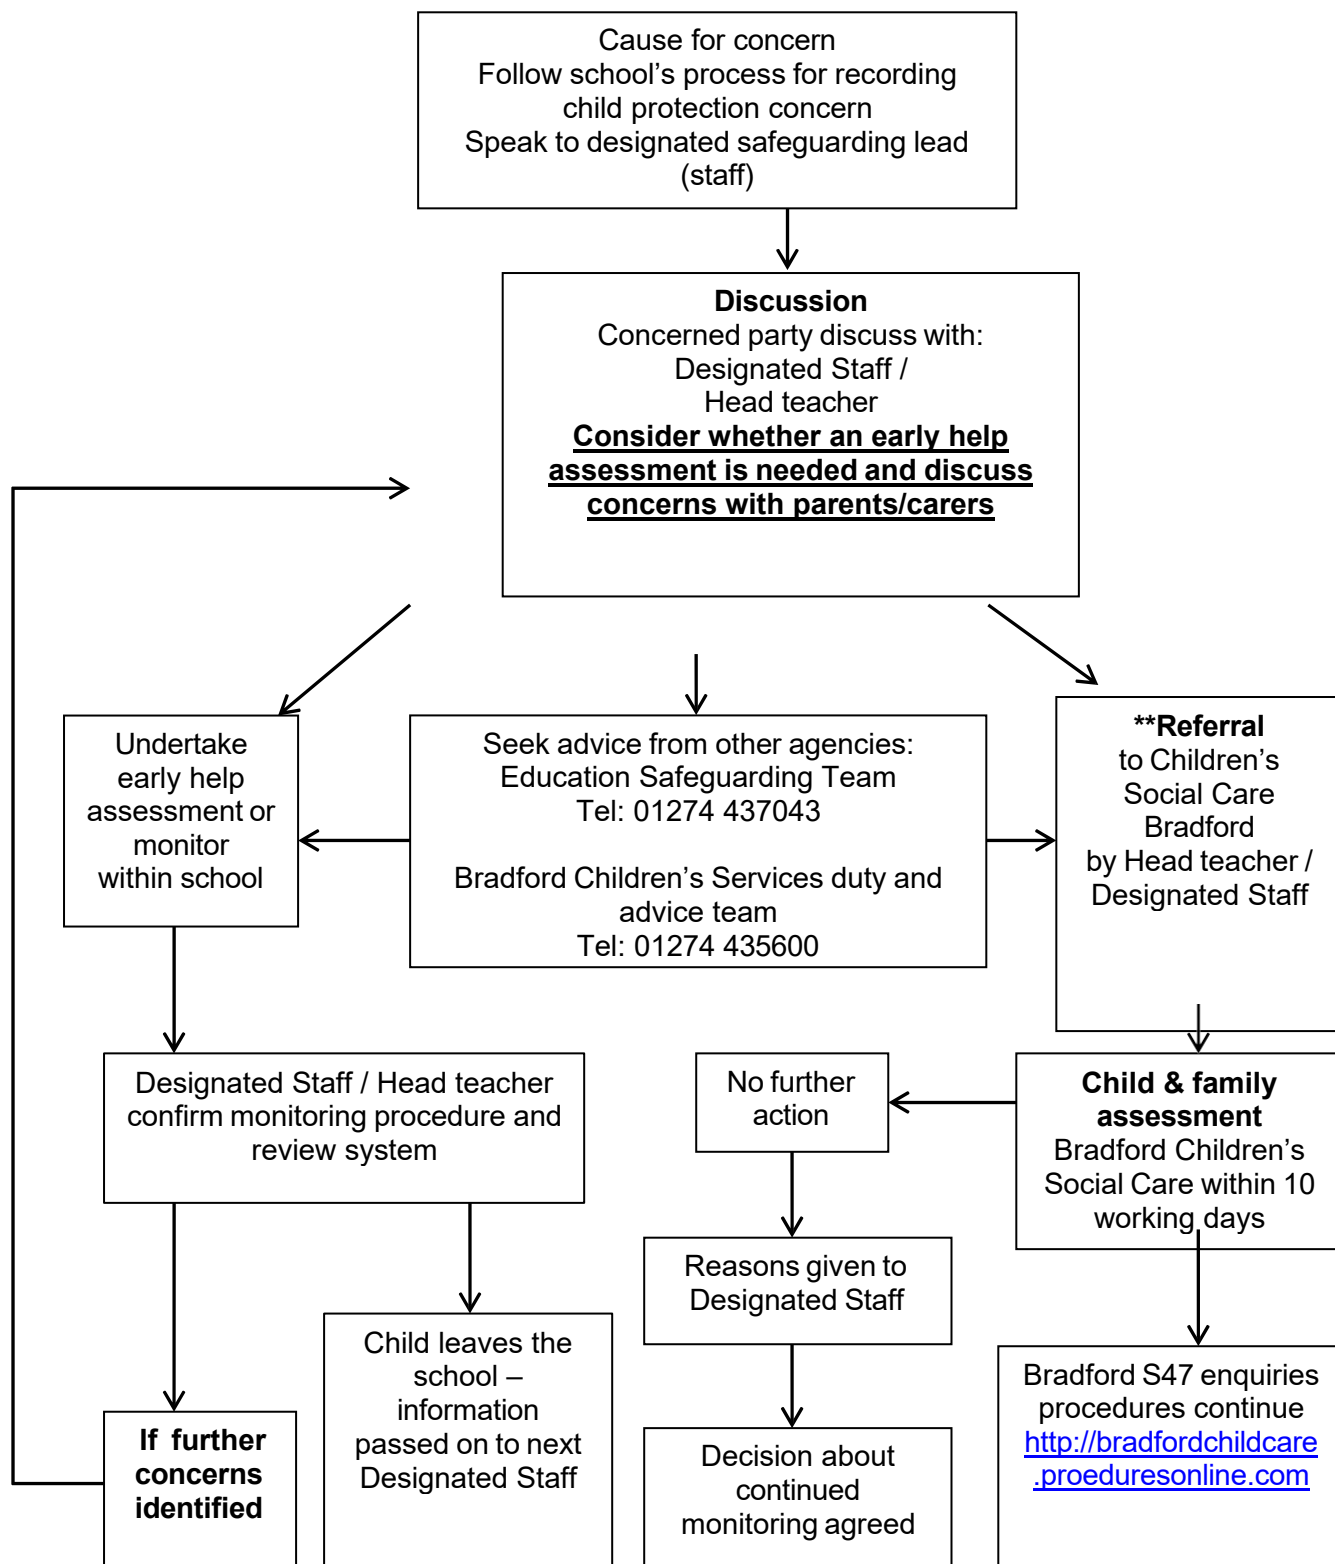 Cause for concern
Follow school’s process for recording
child protection concern
Speak to designated safeguarding lead
(staff)
Discussion
Concerned party discuss with:
Designated Staff /
Head teacher
Consider whether an early help
assessment is needed and discuss
concerns with parents/carers
Undertake
early help
assessment or
monitor
within school
Seek advice from other agencies:
Education Safeguarding Team
Tel: 01274 437043
Bradford Children’s Services duty and
advice team
Tel: 01274 435600
**Referral
to Children’s
Social Care
Bradford
by Head teacher /
Designated Staff
Designated Staff / Head teacher
confirm monitoring procedure and
review system
No further
action
Child & family
assessment
Bradford Children’s
Social Care within 10
working days
Reasons given to
Designated Staff
If further
concerns
identified
Child leaves the
school –
information
passed on to next
Designated Staff
Decision about
continued
monitoring agreed
Bradford S47 enquiries
procedures continue
http://bradfordchildcare
.proeduresonline.com